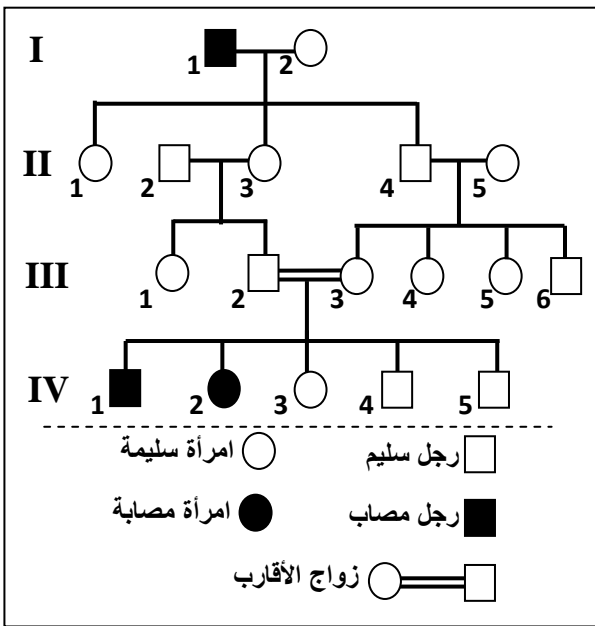 I
1 2
II
1 2 3 4 5
III
1 2 3 4 5 6
IV
1 2 3 4 5
رجل سليم امرأة سليمة
رجل مصاب امرأة مصابة
زواج الأقارب